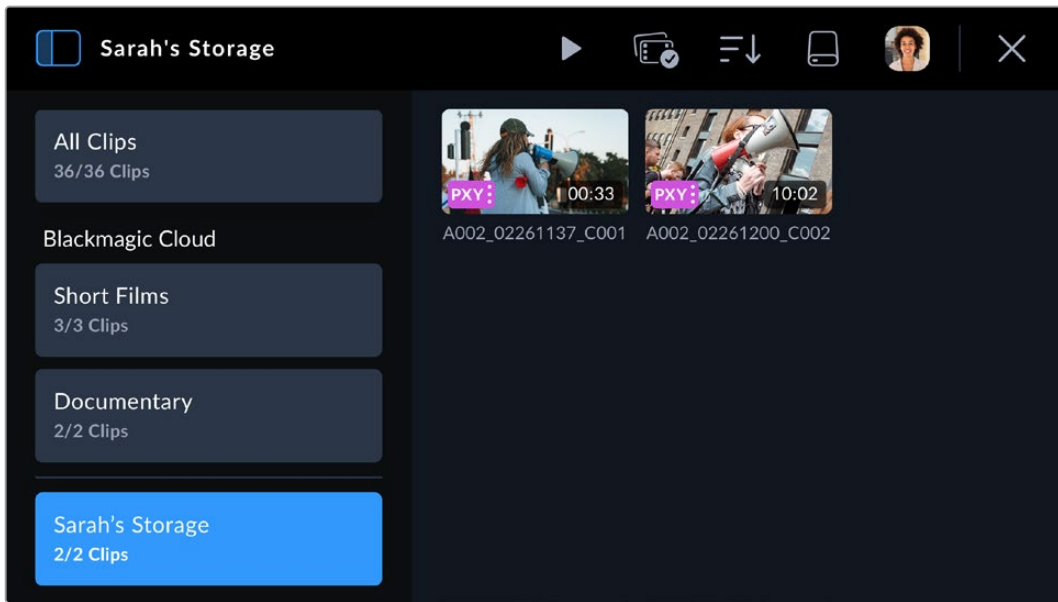 Sarah's Storage
All Clips
36/36 Clips
Blackmagic Cloud
Short Films
3/3 Clips
Documentary
2/2 Clips
Sarah’s Storage
2/2 Clips
PXY 00:33
A002_02261137_C001
PXY 10:02
A002_02261200_C002